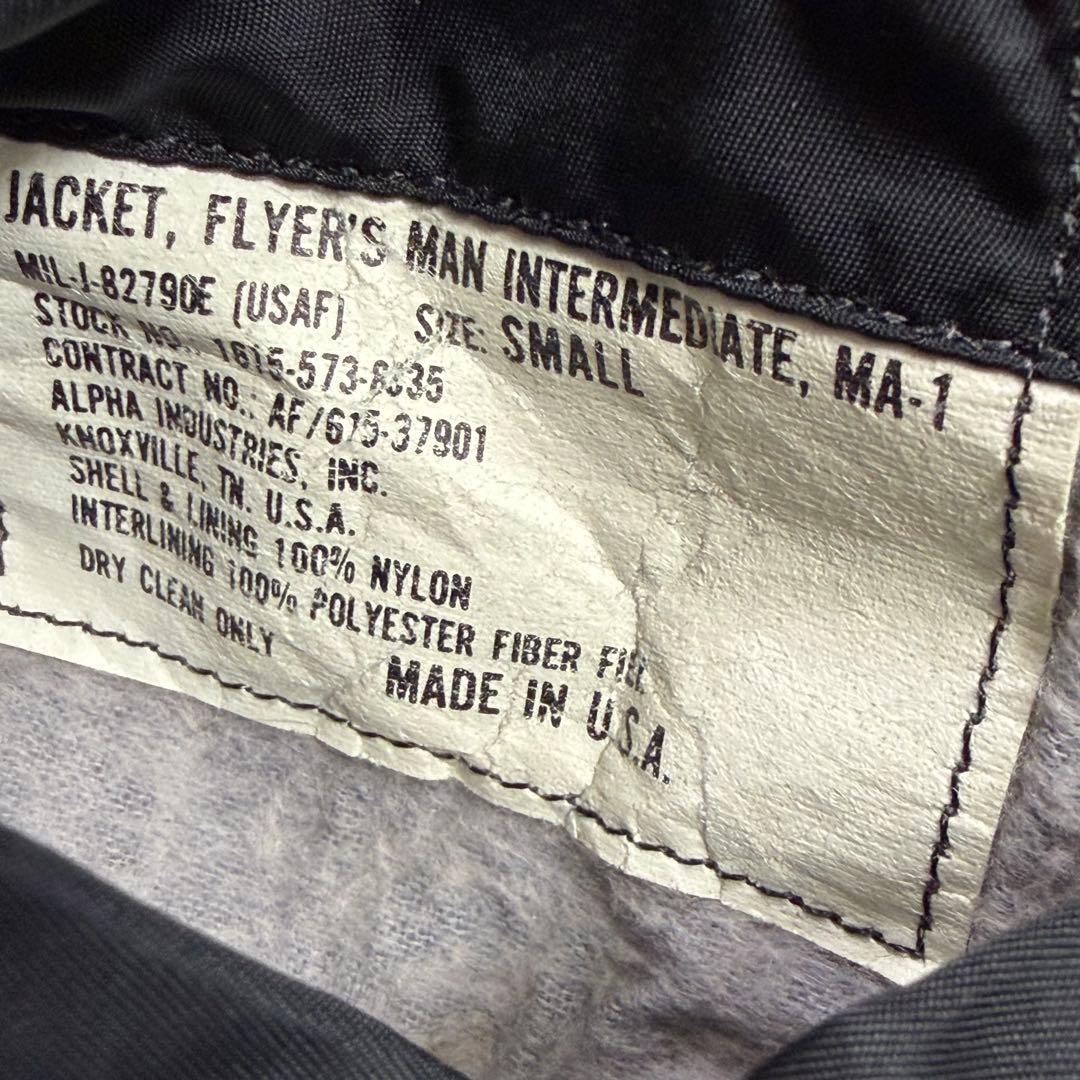 JACKET, FLYER'S MAN INTERMEDIATE, MA-1
MIL-J-82790E (USAF) SIZE: SMALL
STOCK NO.: 1615-573-8335
CONTRACT NO.: AF/615-37901
ALPHA INDUSTRIES, INC.
KNOXVILLE, TN. U.S.A.
SHELL & LINING 100% NYLON
INTERLINING 100% POLYESTER FIBER FILL
DRY CLEAN ONLY
MADE IN U.S.A.